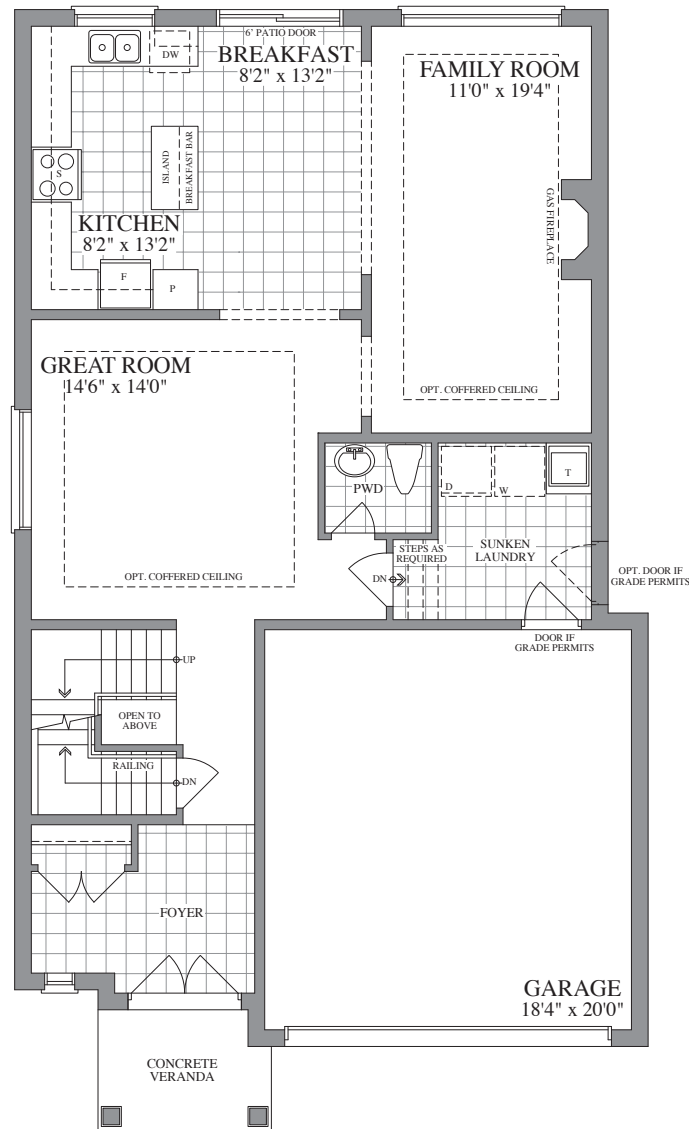 6' PATIO DOOR
DW
BREAKFAST
8'2" x 13'2"
FAMILY ROOM
11'0" x 19'4"
ISLAND
BREAKFAST BAR
S
GAS FIREPLACE
KITCHEN
8'2" x 13'2"
F
P
GREAT ROOM
14'6" x 14'0"
OPT. COFFERED CEILING
PWD
D
W
T
STEPS AS
REQUIRED
SUNKEN
LAUNDRY
DN
OPT. COFFERED CEILING
OPT. DOOR IF
GRADE PERMITS
DOOR IF
GRADE PERMITS
UP
OPEN TO
ABOVE
RAILING
DN
FOYER
GARAGE
18'4" x 20'0"
CONCRETE
VERANDA